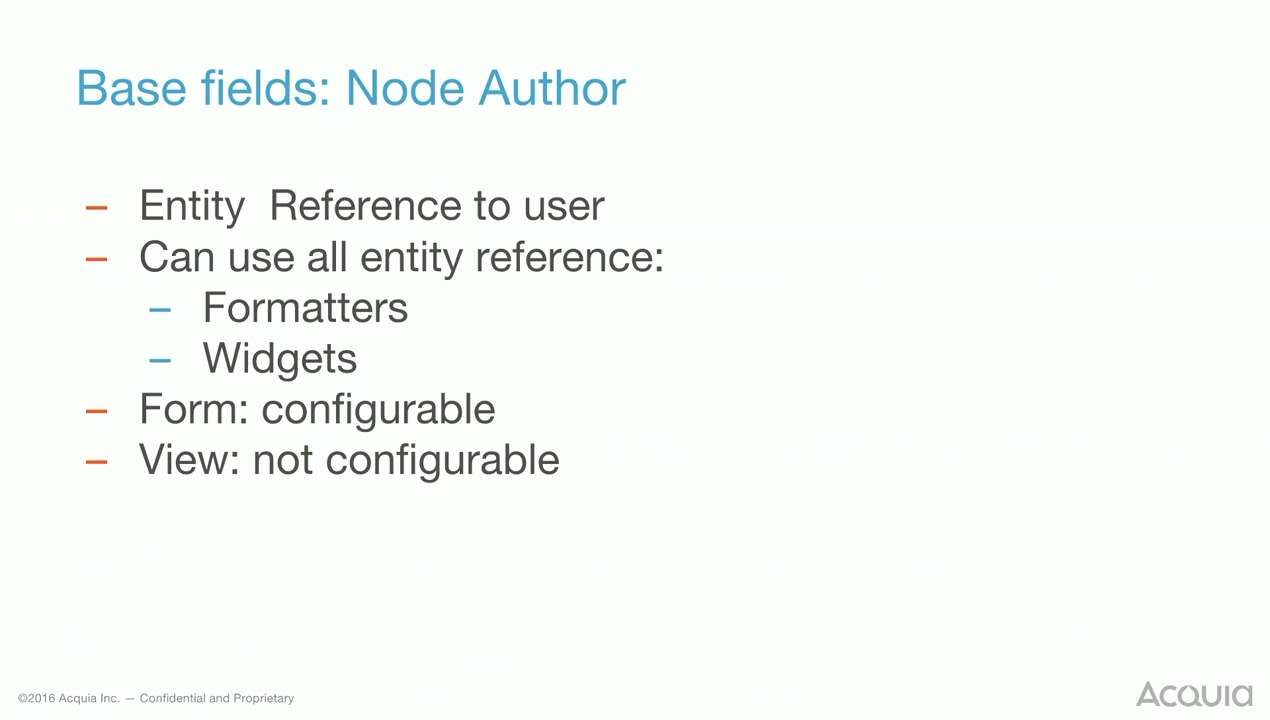 Base fields: Node Author
– Entity  Reference to user
– Can use all entity reference:
– Formatters
– Widgets
– Form: configurable
– View: not configurable
©2016 Acquia Inc. — Confidential and Proprietary
ACQUIA